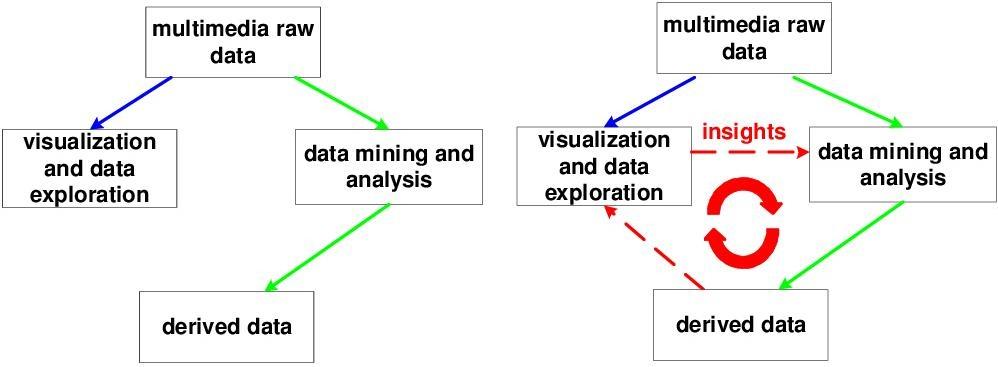 multimedia raw
data
visualization
and data
exploration
data mining and
analysis
derived data
multimedia raw
data
visualization
and data
exploration
insights
data mining and
analysis
derived data